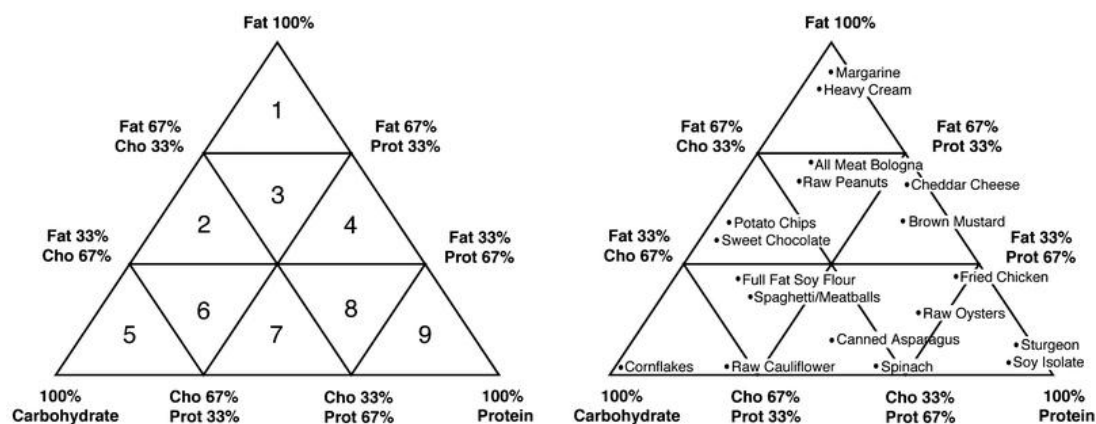 Fat 100%
1
Fat 67%
Cho 33%
Fat 67%
Prot 33%
3
2
4
Fat 33%
Cho 67%
Fat 33%
Prot 67%
6
8
5
7
9
100%
Carbohydrate
Cho 67%
Prot 33%
Cho 33%
Prot 67%
100%
Protein
Fat 100%
Margarine
Heavy Cream
Fat 67%
Cho 33%
Fat 67%
Prot 33%
All Meat Bologna
Raw Peanuts
Cheddar Cheese
Potato Chips
Brown Mustard
Sweet Chocolate
Fat 33%
Cho 67%
Fat 33%
Prot 67%
Full Fat Soy Flour
Fried Chicken
Spaghetti/Meatballs
Raw Oysters
Canned Asparagus
Sturgeon
Cornflakes
Raw Cauliflower
Spinach
Soy Isolate
100%
Carbohydrate
Cho 67%
Prot 33%
Cho 33%
Prot 67%
100%
Protein